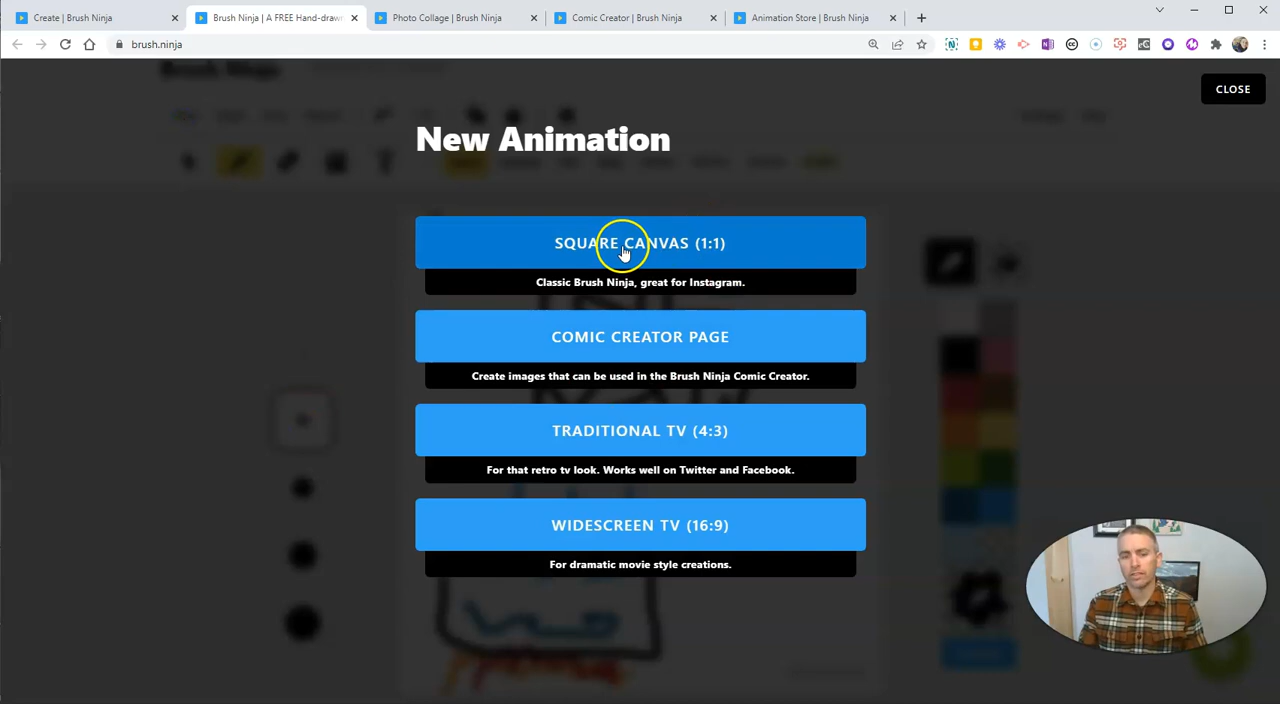 Create | Brush Ninja
Brush Ninja | A FREE Hand-drawn
Photo Collage | Brush Ninja
Comic Creator | Brush Ninja
Animation Store | Brush Ninja
brush.ninja
Brush Ninja
CLOSE
New Animation
SQUARE CANVAS (1:1)
Classic Brush Ninja, great for Instagram.
COMIC CREATOR PAGE
Create images that can be used in the Brush Ninja Comic Creator.
TRADITIONAL TV (4:3)
For that retro tv look. Works well on Twitter and Facebook.
WIDESCREEN TV (16:9)
For dramatic movie style creations.